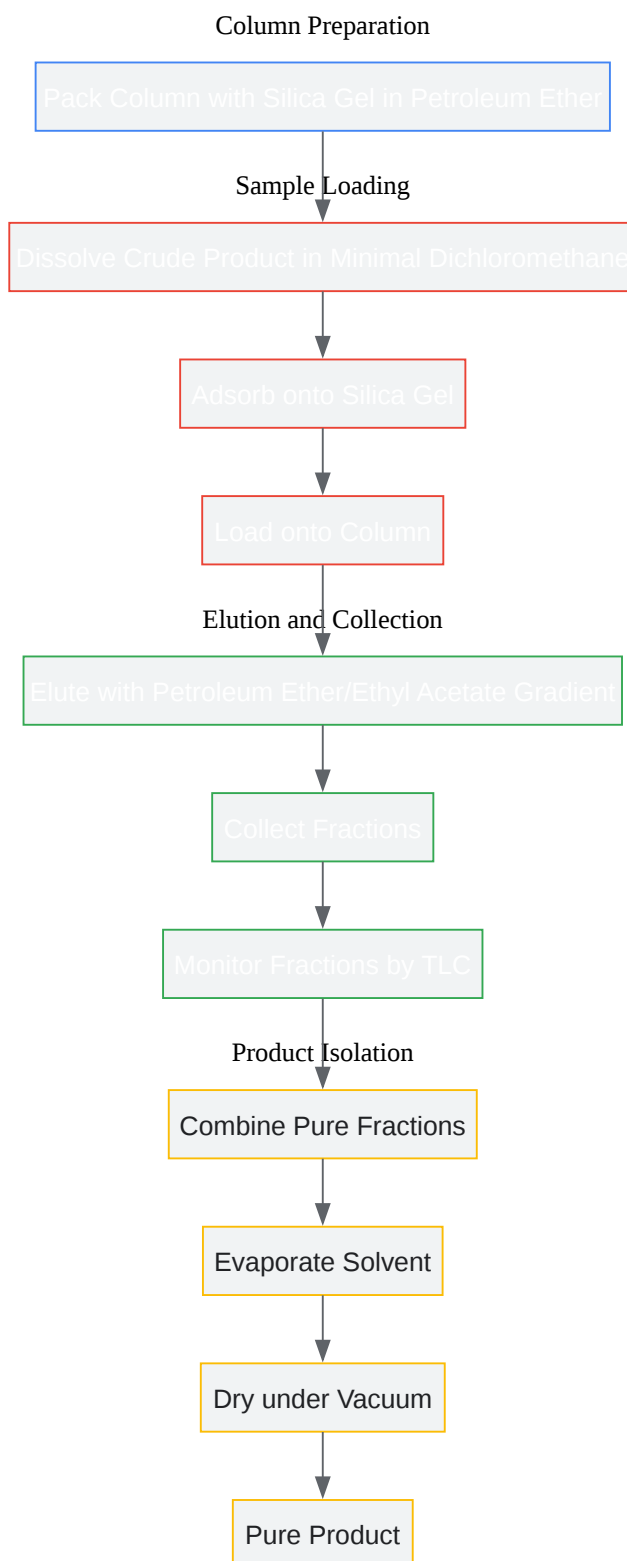 Column Preparation
Pack Column with Silica Gel in Petroleum Ether
Sample Loading
Dissolve Crude Product in Minimal Dichloromethane
Adsorb onto Silica Gel
Load onto Column
Elution and Collection
Elute with Petroleum Ether/Ethyl Acetate Gradient
Collect Fractions
Monitor Fractions by TLC
Product Isolation
Combine Pure Fractions
Evaporate Solvent
Dry under Vacuum
Pure Product